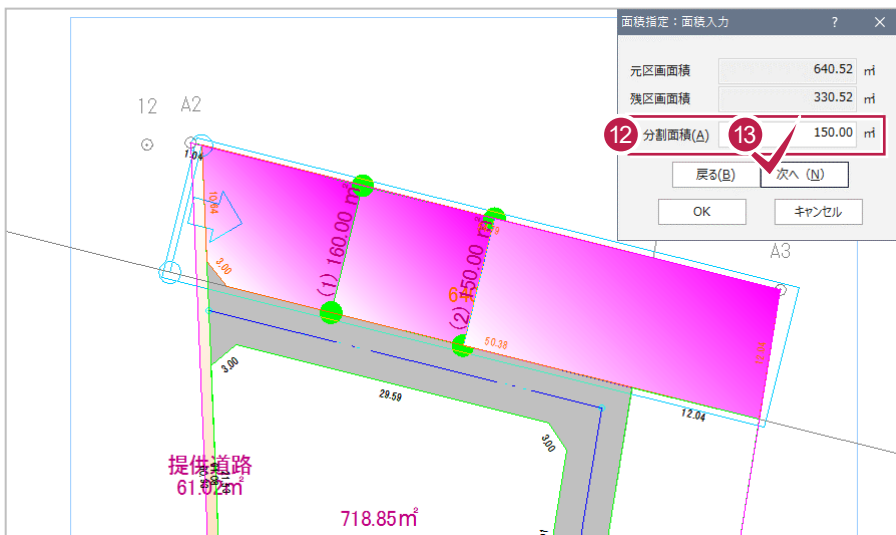 面積指定：面積入力 ? ×
元区画面積 640.52 ㎡
残区画面積 330.52 ㎡
12 分割面積(A) 13 150.00 ㎡
戻る(B) 次へ (N)
OK キャンセル
12 A2
A3
1.04
10.64
3.00
(1) 160.00 ㎡
50.38
12.04
3.00
29.59
3.00
提供道路
61.02㎡
718.85㎡